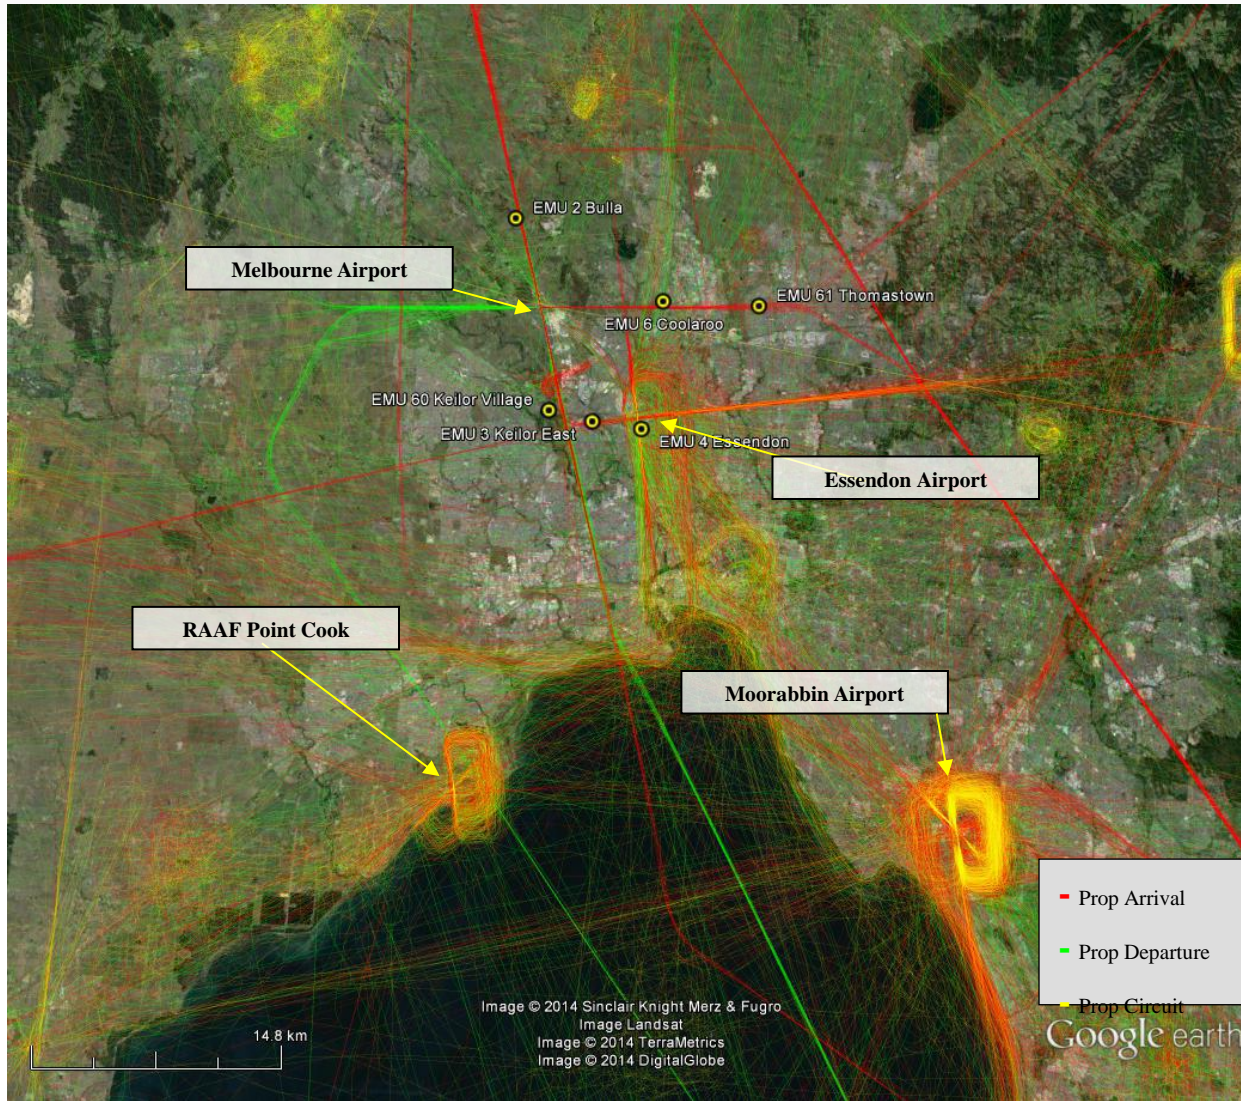 EMU 2 Bulla
Melbourne Airport
EMU 61 Thomastown
EMU 6 Coolaroo
EMU 60 Keilor Village
EMU 3 Keilor East
EMU 4 Essendon
Essendon Airport
RAAF Point Cook
Moorabbin Airport
Prop Arrival
Prop Departure
Prop Circuit
Image © 2014 Sinclair Knight Merz & Fugro
Image Landsat
Image © 2014 TerraMetrics
Image © 2014 DigitalGlobe
14.8 km
Google earth